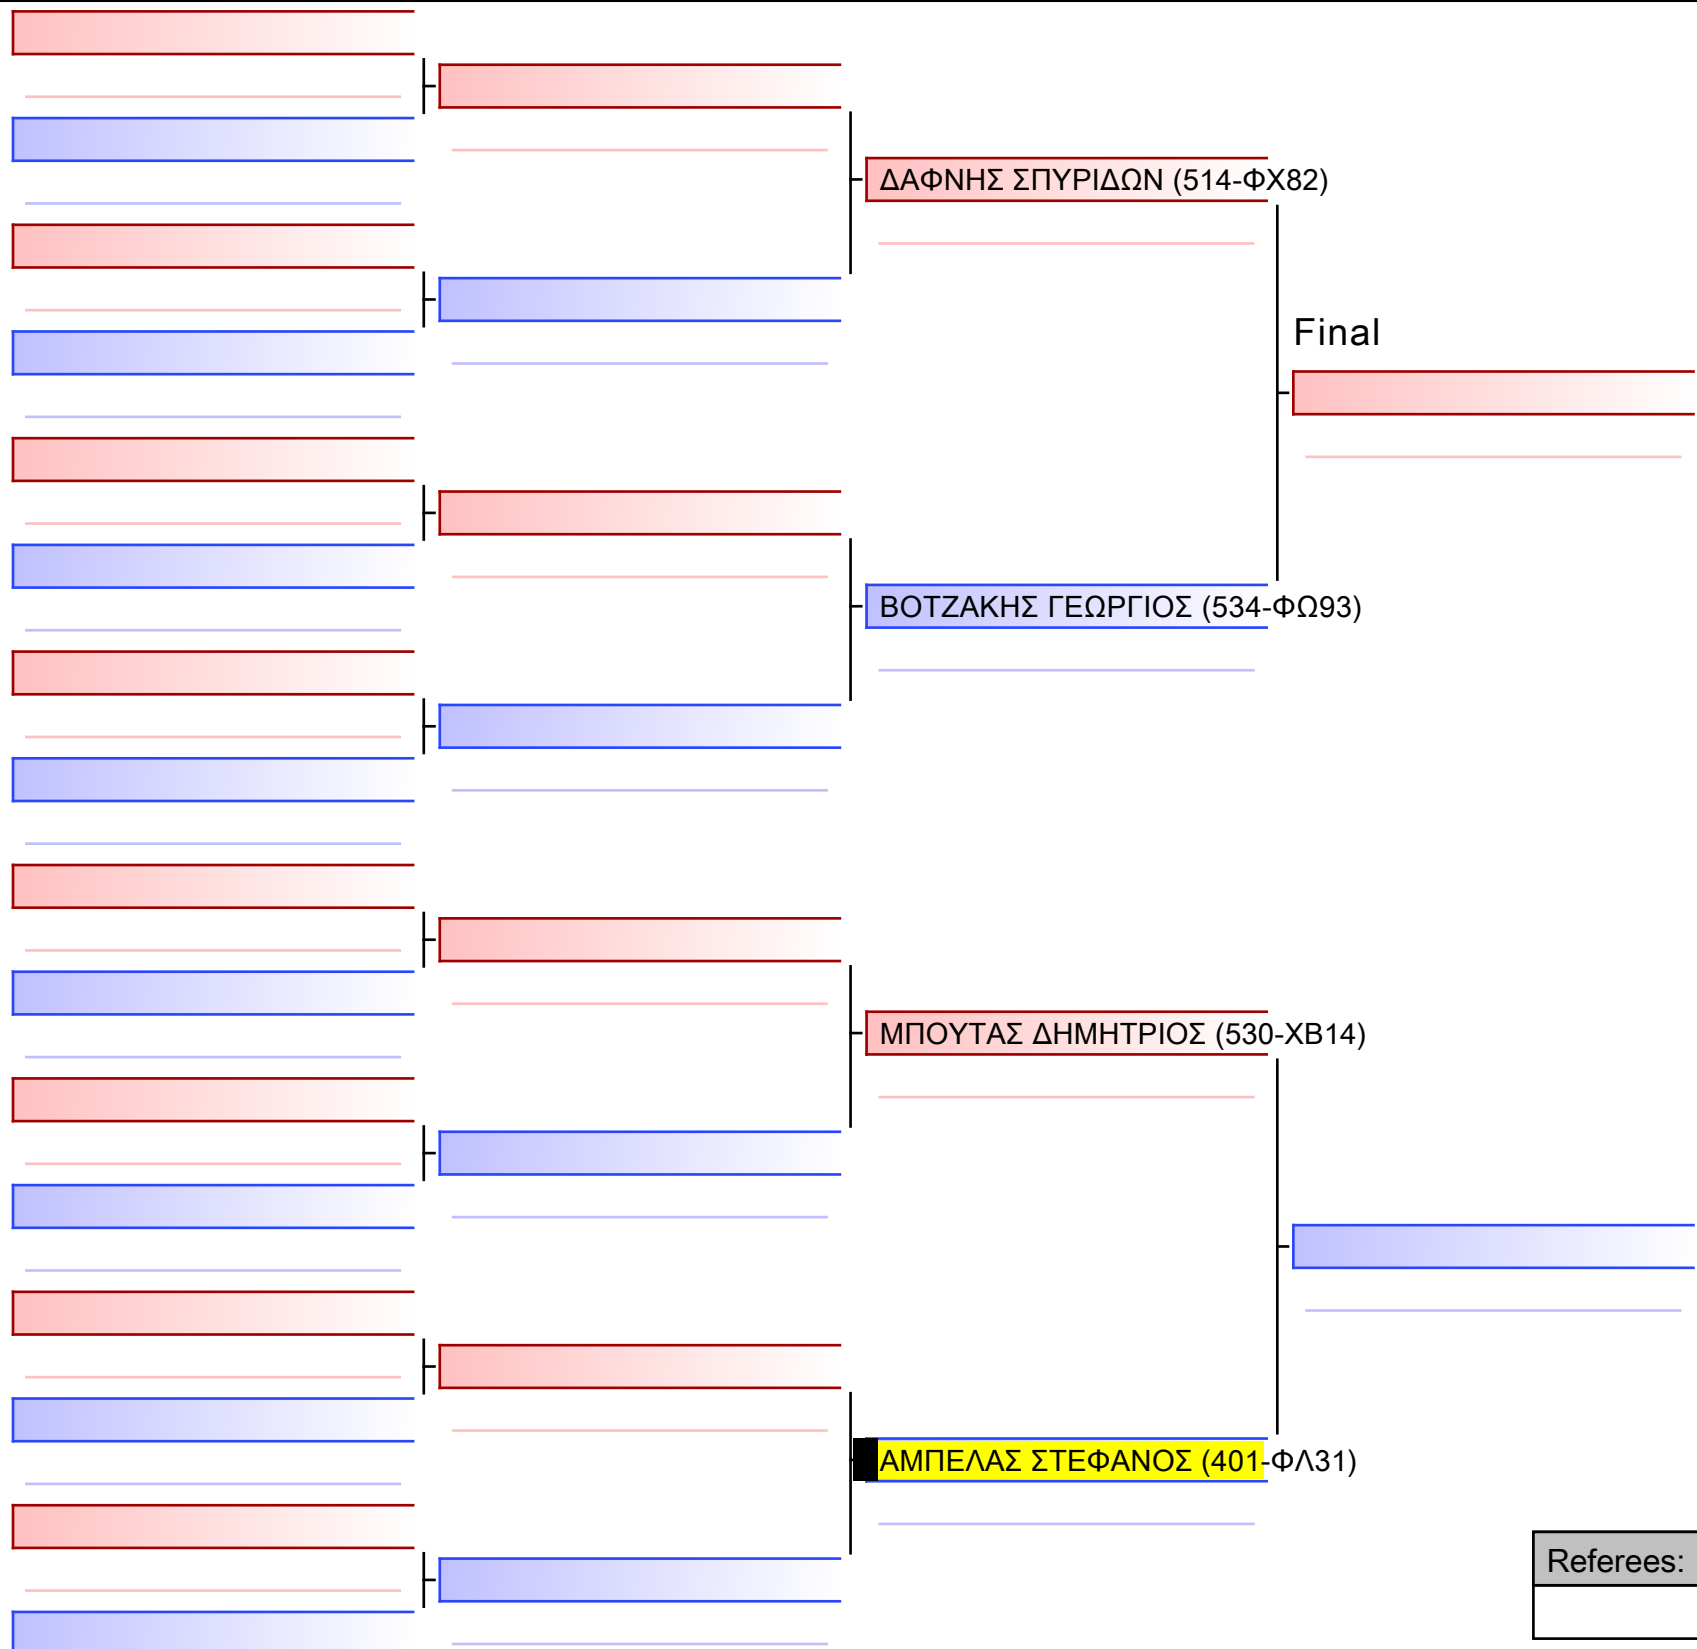 ΔΑΦΝΗΣ ΣΠΥΡΙΔΩΝ (514-ΦΧ82)
Final
ΒΟΤΖΑΚΗΣ ΓΕΩΡΓΙΟΣ (534-ΦΩ93)
ΜΠΟΥΤΑΣ ΔΗΜΗΤΡΙΟΣ (530-ΧΒ14)
ΑΜΠΕΛΑΣ ΣΤΕΦΑΝΟΣ (401-ΦΛ31)
Referees: